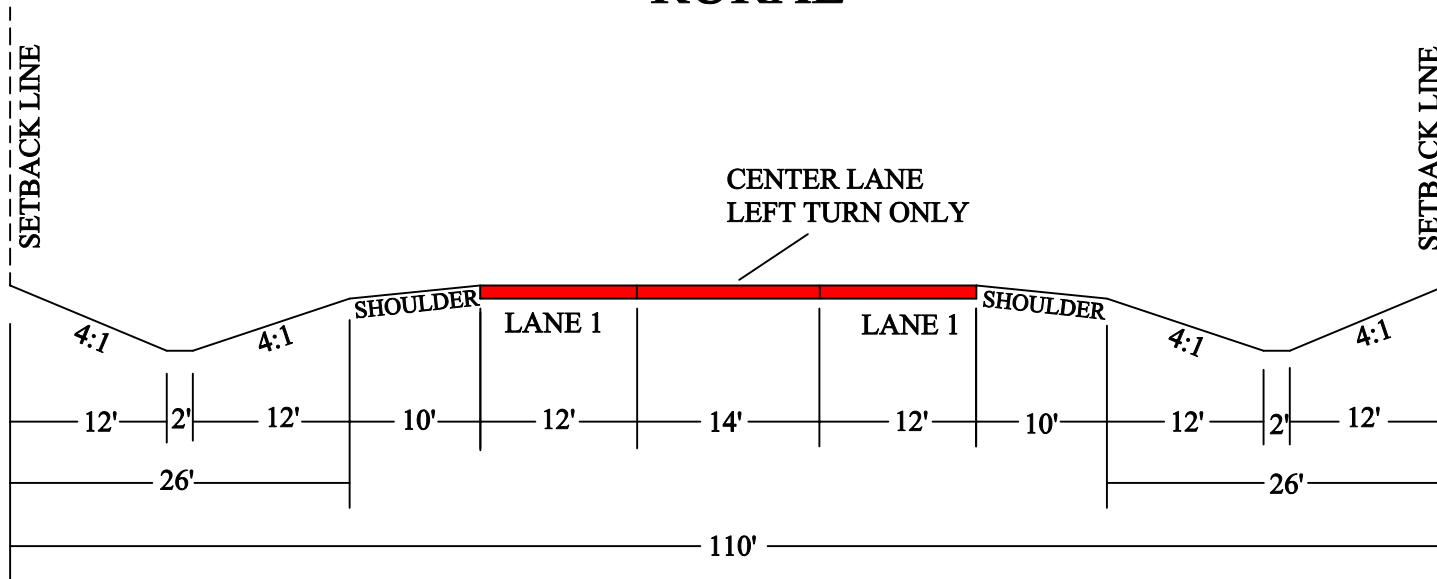 RURAL
SETBACK LINE
SETBACK LINE
CENTER LANE
LEFT TURN ONLY
4:1
4:1
SHOULDER
LANE 1
LANE 1
SHOULDER
4:1
4:1
12'
2'
12'
10'
12'
14'
12'
10'
12'
2'
12'
26'
26'
110'